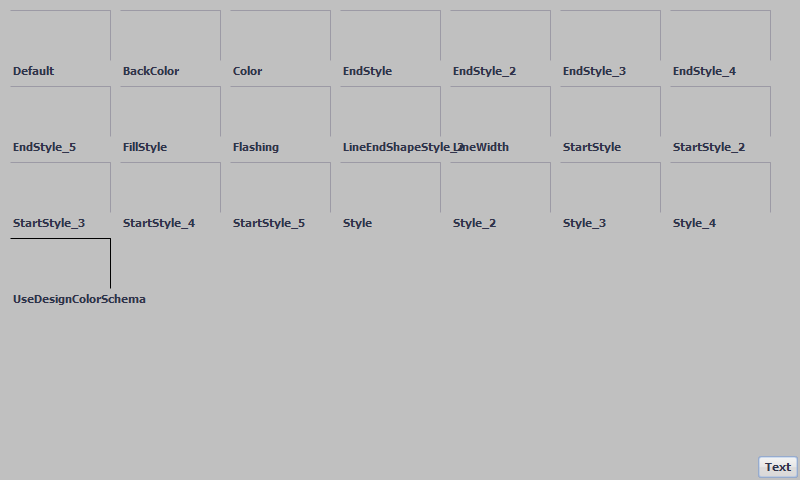 Default BackColor Color EndStyle EndStyle_2 EndStyle_3 EndStyle_4
EndStyle_5 FillStyle Flashing LineEndShapeStyle_2 LineWidth StartStyle StartStyle_2
StartStyle_3 StartStyle_4 StartStyle_5 Style Style_2 Style_3 Style_4
UseDesignColorSchema
Text